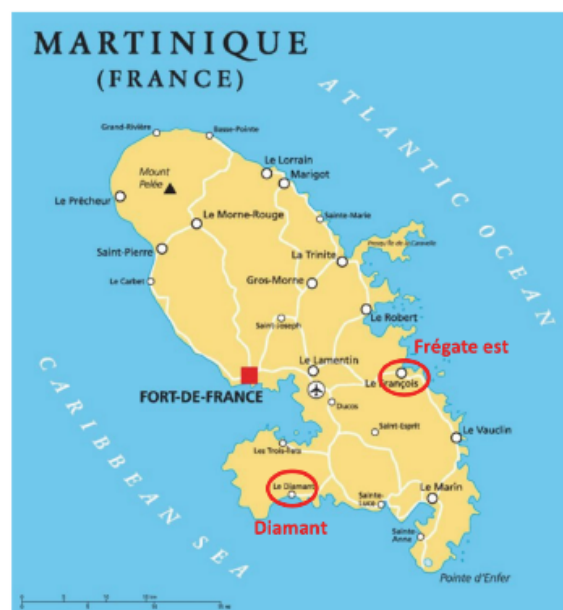 MARTINIQUE
(FRANCE)
ATLANTIC OCEAN
Grand-Rivière
Basse-Pointe
Mount
Pelée
Le Lorrain
Marigot
Le Prêcheur
Le Morne-Rouge
Sainte-Marie
Saint-Pierre
La Trinite
Presqu'île de la Caravelle
Le Carbet
Gros-Morne
Saint-Joseph
Le Robert
Frégate est
Le Lamentin
Le François
FORT-DE-FRANCE
Ducos
Saint-Esprit
Le Vauclin
CARIBBEAN SEA
Les Trois-Îlets
Le Diamant
Diamant
Sainte-
Luce
Le Marin
Sainte-
Anne
Pointe d'Enfer